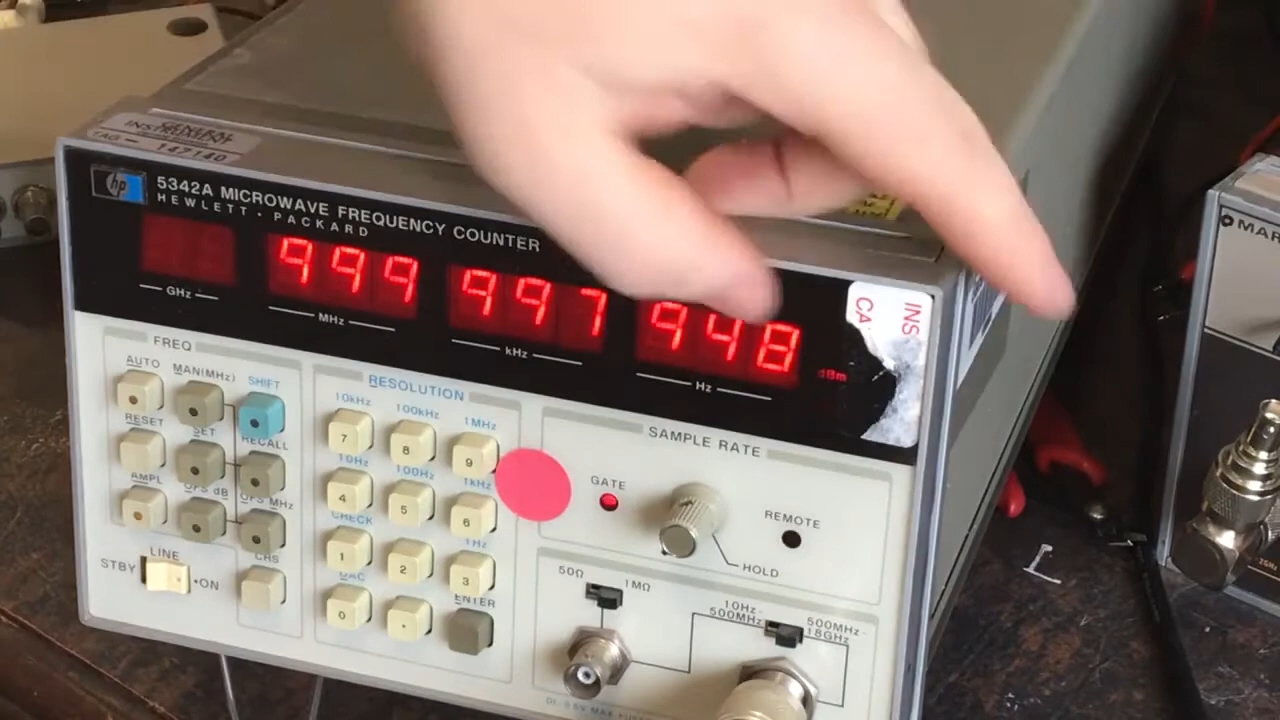 GENERAL
INSTRUMENT
TAG - 147140
hp
5342A MICROWAVE FREQUENCY COUNTER
HEWLETT • PACKARD
999 997 948
GHz
MHz
kHz
Hz
dBm
INS
CA
FREQ
AUTO
MAN(MHz)
SHIFT
RESET
SET
RECALL
AMPL
OFS dB
OFS MHz
CHS
LINE
STBY
•ON
RESOLUTION
10kHz
100kHz
1MHz
7
8
9
10Hz
100Hz
1kHz
4
5
6
CHECK
1Hz
1
2
3
DAC
ENTER
0
.
SAMPLE RATE
GATE
REMOTE
HOLD
50Ω
1MΩ
10Hz-
500MHz
500MHz-
18GHz
MAR